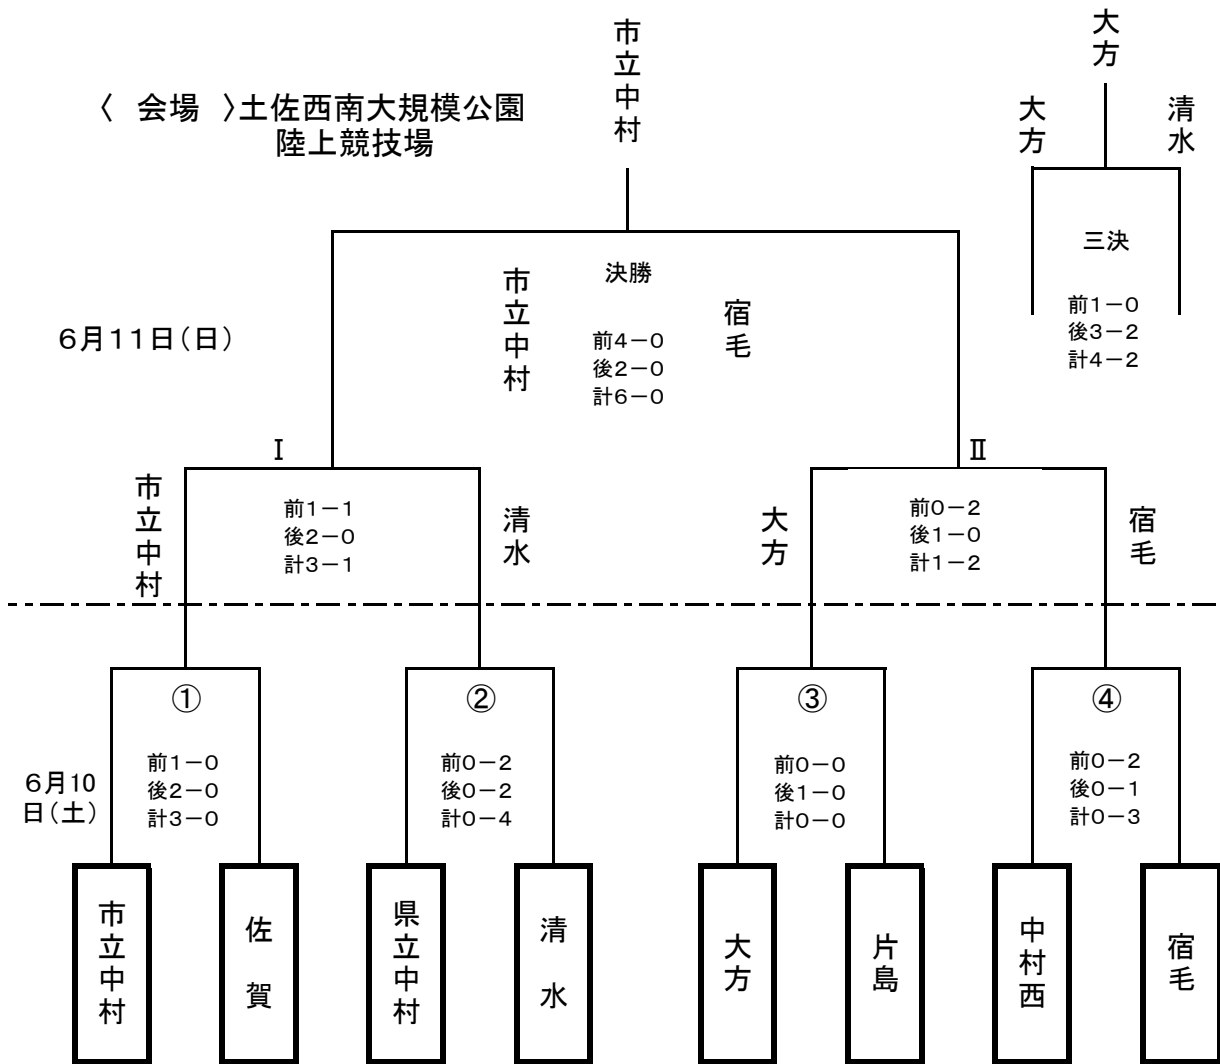 大方
市立中村
大方
清水
〈 会場 〉土佐西南大規模公園
陸上競技場
三決
前1－0
後3－2
計4－2
決勝
市立中村
宿毛
前4－0
後2－0
計6－0
6月11日(日)
Ⅰ
Ⅱ
市立中村
前1－1
後2－0
計3－1
清水
大方
前0－2
後1－0
計1－2
宿毛
①
②
③
④
6月10
日(土)
前1－0
後2－0
計3－0
前0－2
後0－2
計0－4
前0－0
後1－0
計0－0
前0－2
後0－1
計0－3
市立中村
佐賀
県立中村
清水
大方
片島
中村西
宿毛